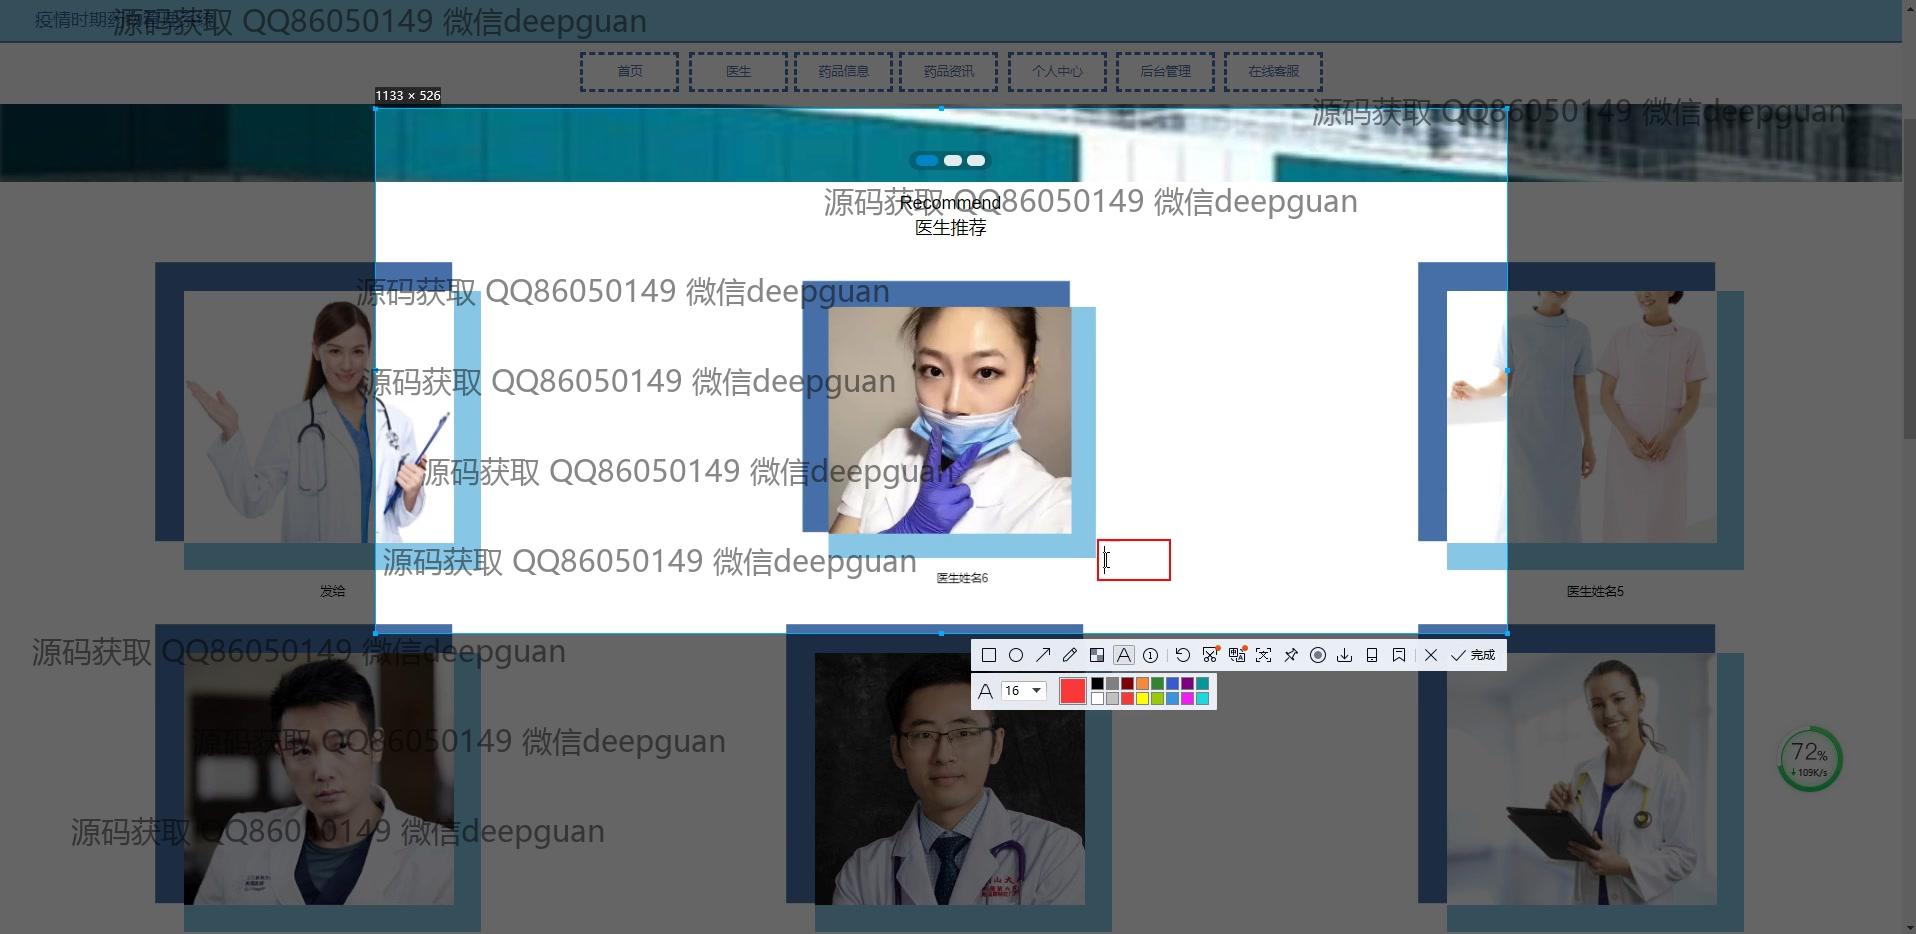 疫情时期药
源码获取 QQ86050149 微信deepguan
首页
医生
药品信息
药品资讯
个人中心
后台管理
在线客服
1133 × 526
源码获取 QQ86050149 微信deepguan
源码获取 QQ86050149 微信deepguan
Recommend
医生推荐
源码获取 QQ86050149 微信deepguan
源码获取 QQ86050149 微信deepguan
源码获取 QQ86050149 微信deepguan
源码获取 QQ86050149 微信deepguan
医生姓名6
发给
医生姓名5
源码获取 QQ86050149 微信deepguan
完成
A 16
源码获取 QQ86050149 微信deepguan
72%
109K/s
源码获取 QQ86050149 微信deepguan